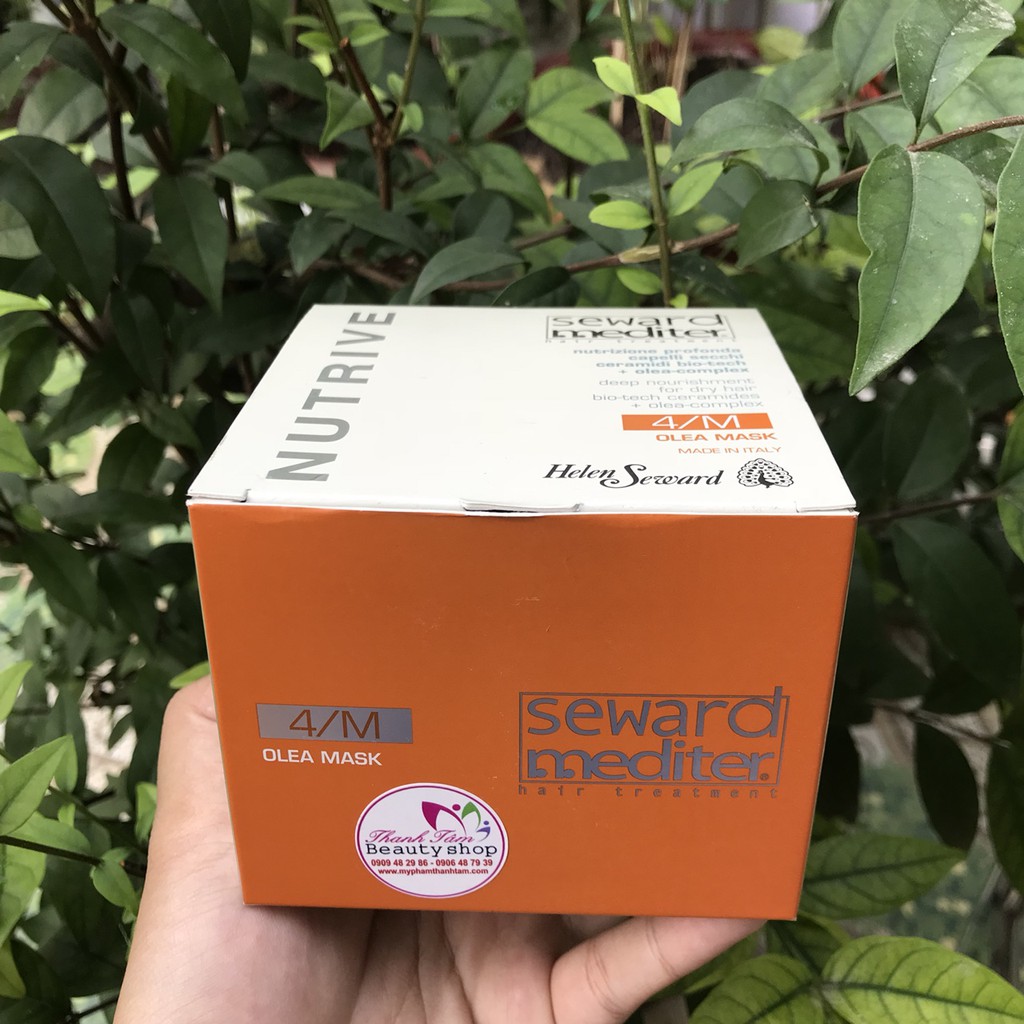 NUTRIVE
seward
mediter
hair treatment
nutrizione profonda
capelli secchi
ceramidi bio-tech
+ olea-complex
deep nourishment
for dry hair
bio-tech ceramides
+ olea-complex
4/M
OLEA MASK
MADE IN ITALY
Helen Seward
4/M
OLEA MASK
seward
mediter®
hair treatment
Thanh Tâm
Beautyshop
0909 48 29 86 - 0906 48 79 39
www.myphamthanhtam.com